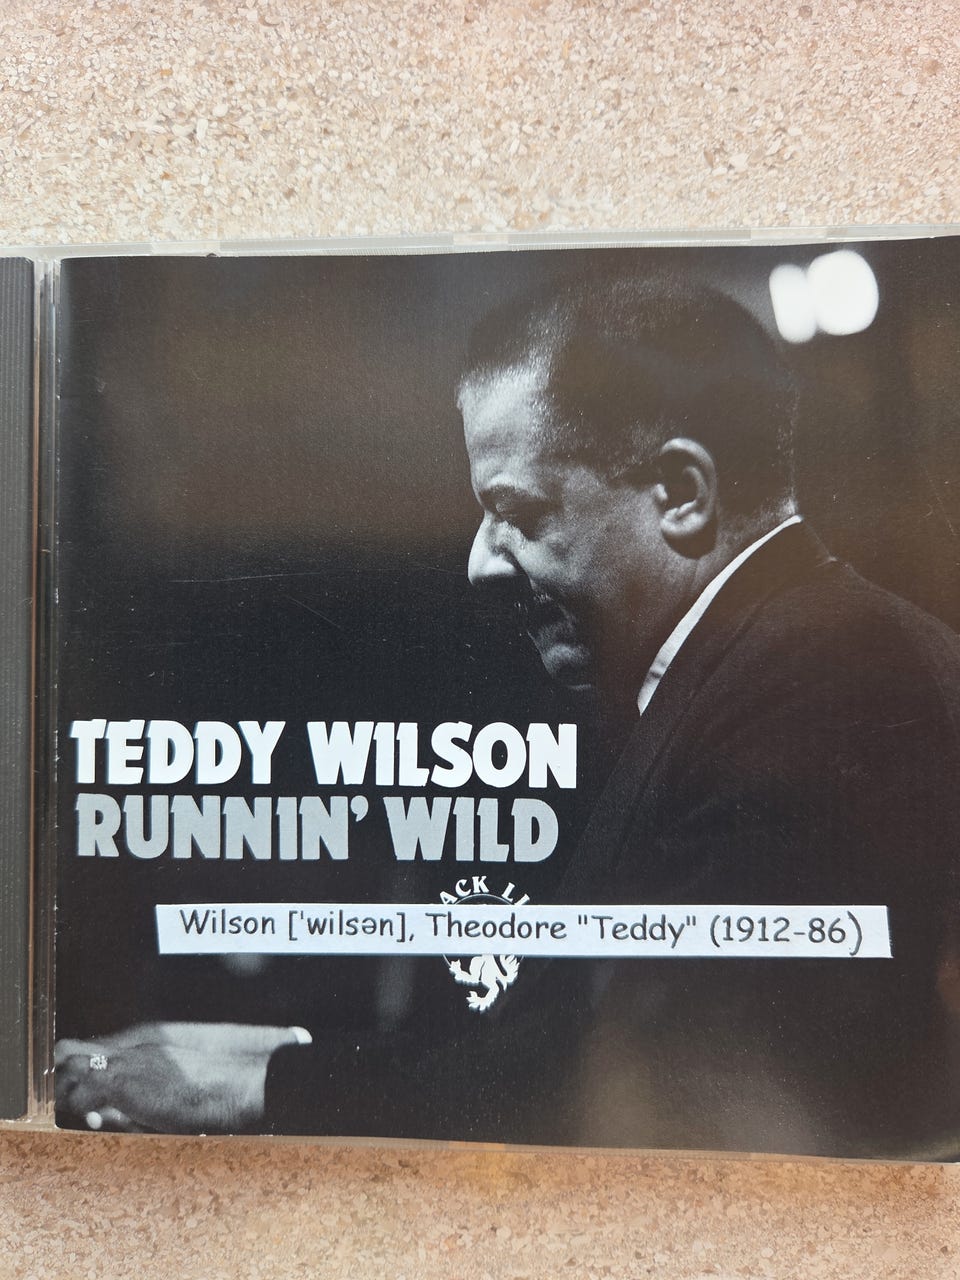 TEDDY WILSON
RUNNIN' WILD
Wilson ['wilsən], Theodore "Teddy" (1912-86)